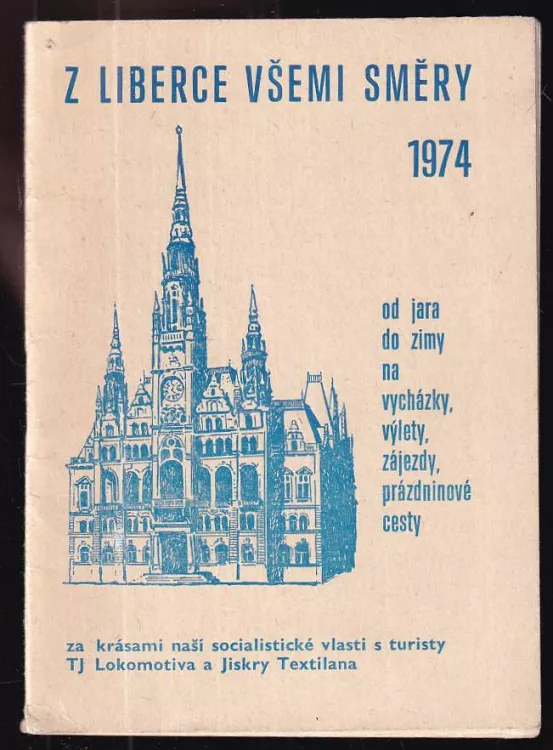 Z LIBERCE VŠEMI SMĚRY
1974
od jara
do zimy
na
vycházky,
výlety,
zájezdy,
prázdninové
cesty
za krásami naší socialistické vlasti s turisty
TJ Lokomotiva a Jiskry Textilana